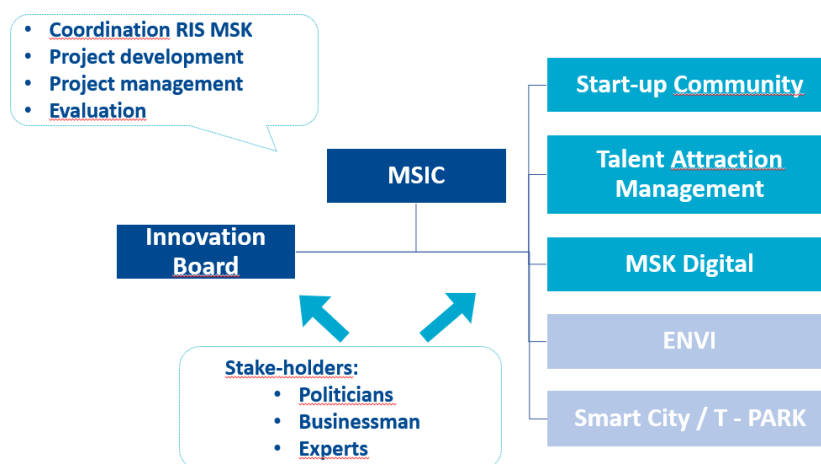 • Coordination RIS MSK
• Project development
• Project management
• Evaluation
MSIC
Innovation
Board
Start-up Community
Talent Attraction
Management
MSK Digital
ENVI
Smart City / T - PARK
Stake-holders:
• Politicians
• Businessman
• Experts